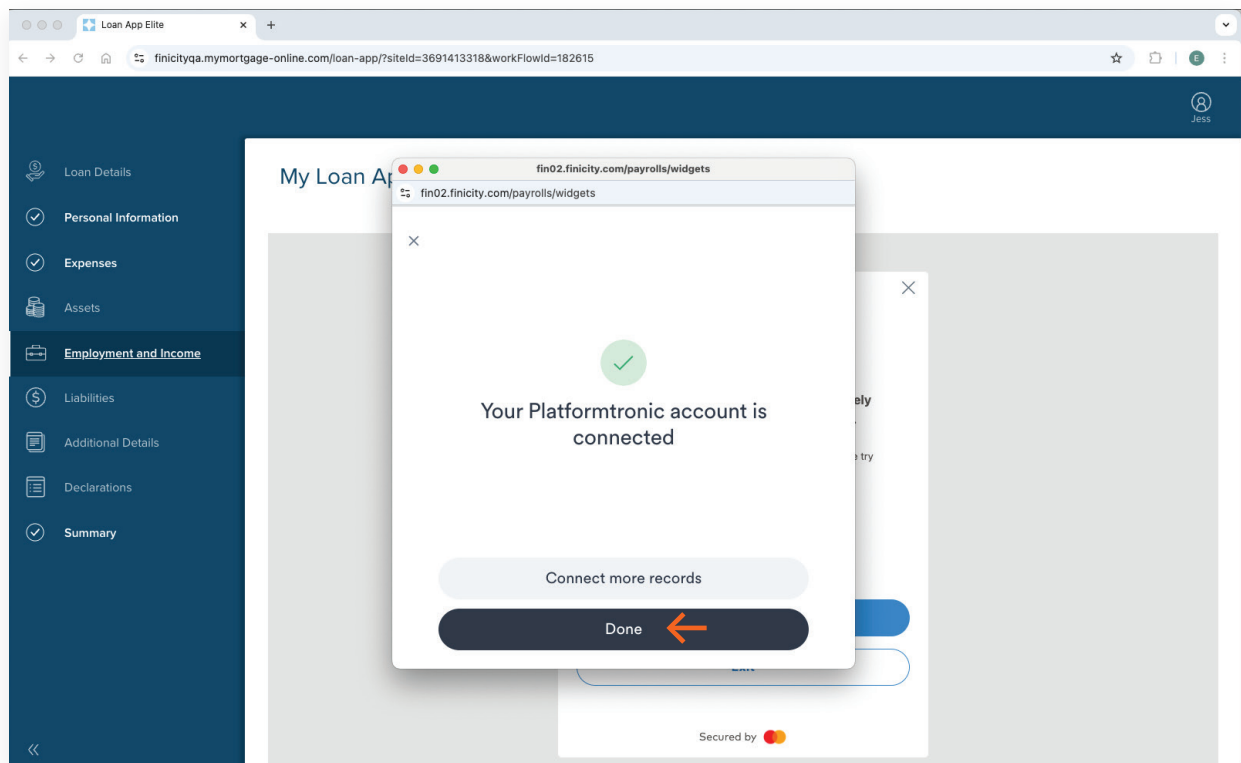 Loan App Elite
finicityqa.mymortgage-online.com/loan-app/?siteId=3691413318&workFlowId=182615
E
Jess
Loan Details
Personal Information
Expenses
Assets
Employment and Income
Liabilities
Additional Details
Declarations
Summary
My Loan Ap
fin02.finicity.com/payrolls/widgets
fin02.finicity.com/payrolls/widgets
Your Platformtronic account is
connected
Connect more records
Done
ely
e try
Secured by